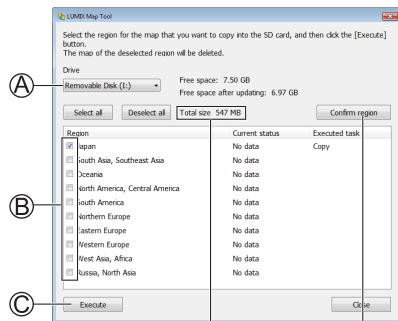 LUMIX Map Tool
Select the region for the map that you want to copy into the SD card, and then click the [Execute]
button.
The map of the deselected region will be deleted.
Drive
A
Removable Disk (I:)
Free space: 7.50 GB
Free space after updating: 6.97 GB
Select all Deselect all Total size 547 MB Confirm region
Region Current status Executed task
Japan No data Copy
South Asia, Southeast Asia No data
Oceania No data
North America, Central America No data
B
South America No data
Northern Europe No data
Eastern Europe No data
Western Europe No data
West Asia, Africa No data
Russia, North Asia No data
C
Execute Close